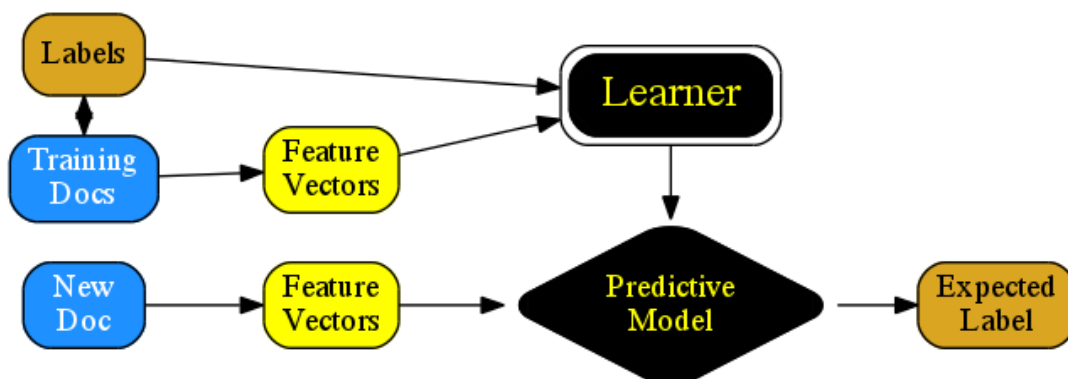 Labels
Learner
Training
Docs
Feature
Vectors
New
Doc
Feature
Vectors
Predictive
Model
Expected
Label